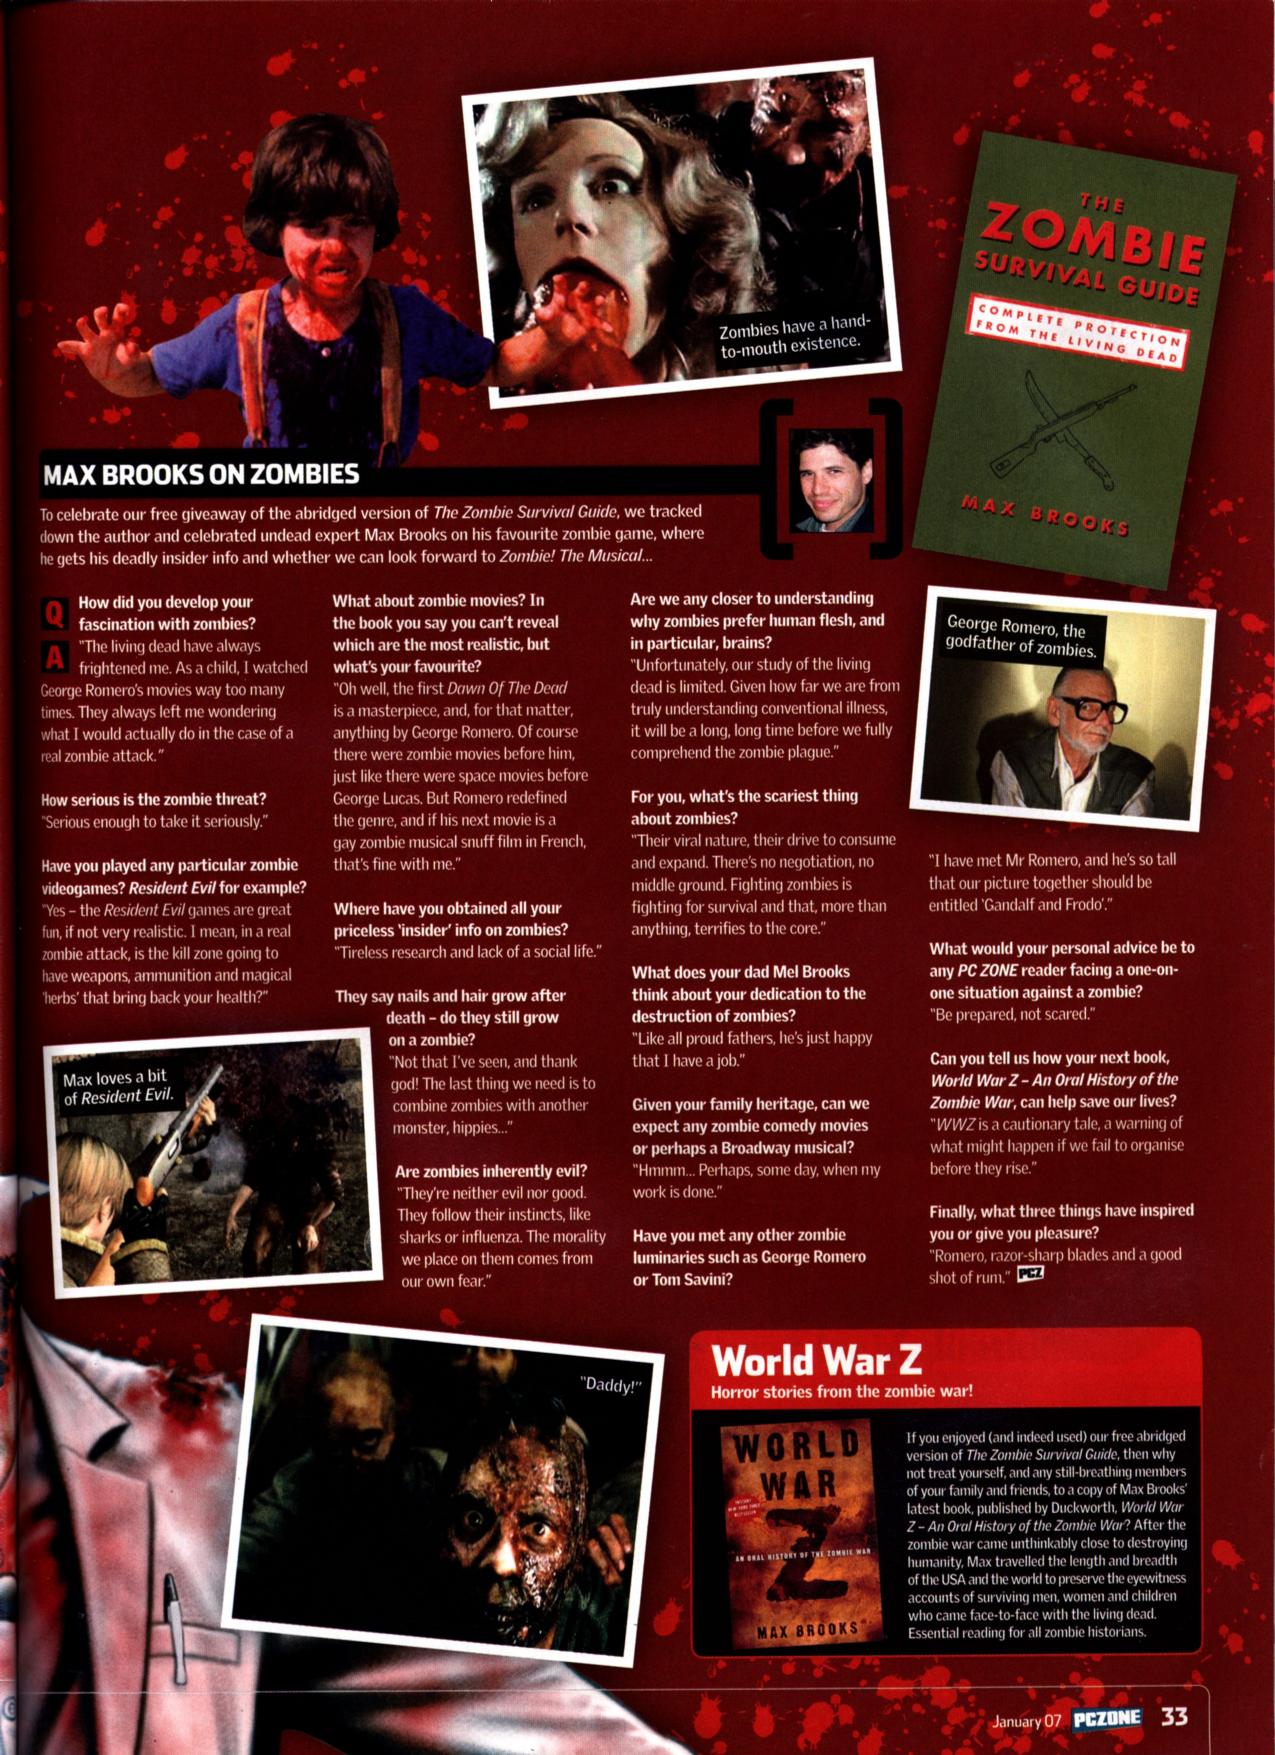 Zombies have a hand-
to-mouth existence.
THE
ZOMBIE
SURVIVAL GUIDE
COMPLETE PROTECTION
FROM THE LIVING DEAD
MAX BROOKS
MAX BROOKS ON ZOMBIES
To celebrate our free giveaway of the abridged version of The Zombie Survival Guide, we tracked
down the author and celebrated undead expert Max Brooks on his favourite zombie game, where
he gets his deadly insider info and whether we can look forward to Zombie! The Musical...
Q How did you develop your
fascination with zombies?
A "The living dead have always
frightened me. As a child, I watched
George Romero's movies way too many
times. They always left me wondering
what I would actually do in the case of a
real zombie attack."
How serious is the zombie threat?
"Serious enough to take it seriously."
Have you played any particular zombie
videogames? Resident Evil for example?
"Yes – the Resident Evil games are great
fun, if not very realistic. I mean, in a real
zombie attack, is the kill zone going to
have weapons, ammunition and magical
'herbs' that bring back your health?"
Max loves a bit
of Resident Evil.
What about zombie movies? In
the book you say you can't reveal
which are the most realistic, but
what's your favourite?
"Oh well, the first Dawn Of The Dead
is a masterpiece, and, for that matter,
anything by George Romero. Of course
there were zombie movies before him,
just like there were space movies before
George Lucas. But Romero redefined
the genre, and if his next movie is a
gay zombie musical snuff film in French,
that's fine with me."
Where have you obtained all your
priceless 'insider' info on zombies?
"Tireless research and lack of a social life."
They say nails and hair grow after
death – do they still grow
on a zombie?
"Not that I've seen, and thank
god! The last thing we need is to
combine zombies with another
monster, hippies..."
Are zombies inherently evil?
"They're neither evil nor good.
They follow their instincts, like
sharks or influenza. The morality
we place on them comes from
our own fear."
Are we any closer to understanding
why zombies prefer human flesh, and
in particular, brains?
"Unfortunately, our study of the living
dead is limited. Given how far we are from
truly understanding conventional illness,
it will be a long, long time before we fully
comprehend the zombie plague."
For you, what's the scariest thing
about zombies?
"Their viral nature, their drive to consume
and expand. There's no negotiation, no
middle ground. Fighting zombies is
fighting for survival and that, more than
anything, terrifies to the core."
What does your dad Mel Brooks
think about your dedication to the
destruction of zombies?
"Like all proud fathers, he's just happy
that I have a job."
Given your family heritage, can we
expect any zombie comedy movies
or perhaps a Broadway musical?
"Hmmm... Perhaps, some day, when my
work is done."
Have you met any other zombie
luminaries such as George Romero
or Tom Savini?
George Romero, the
godfather of zombies.
"I have met Mr Romero, and he's so tall
that our picture together should be
entitled 'Gandalf and Frodo'."
What would your personal advice be to
any PC ZONE reader facing a one-on-
one situation against a zombie?
"Be prepared, not scared."
Can you tell us how your next book,
World War Z – An Oral History of the
Zombie War, can help save our lives?
"WWZ is a cautionary tale, a warning of
what might happen if we fail to organise
before they rise."
Finally, what three things have inspired
you or give you pleasure?
"Romero, razor-sharp blades and a good
shot of rum." PCZ
"Daddy!"
World War Z
Horror stories from the zombie war!
WORLD
WAR
Z
AN ORAL HISTORY OF THE ZOMBIE WAR
MAX BROOKS
If you enjoyed (and indeed used) our free abridged
version of The Zombie Survival Guide, then why
not treat yourself, and any still-breathing members
of your family and friends, to a copy of Max Brooks'
latest book, published by Duckworth, World War
Z – An Oral History of the Zombie War? After the
zombie war came unthinkably close to destroying
humanity, Max travelled the length and breadth
of the USA and the world to preserve the eyewitness
accounts of surviving men, women and children
who came face-to-face with the living dead.
Essential reading for all zombie historians.
January 07 PCZONE 33